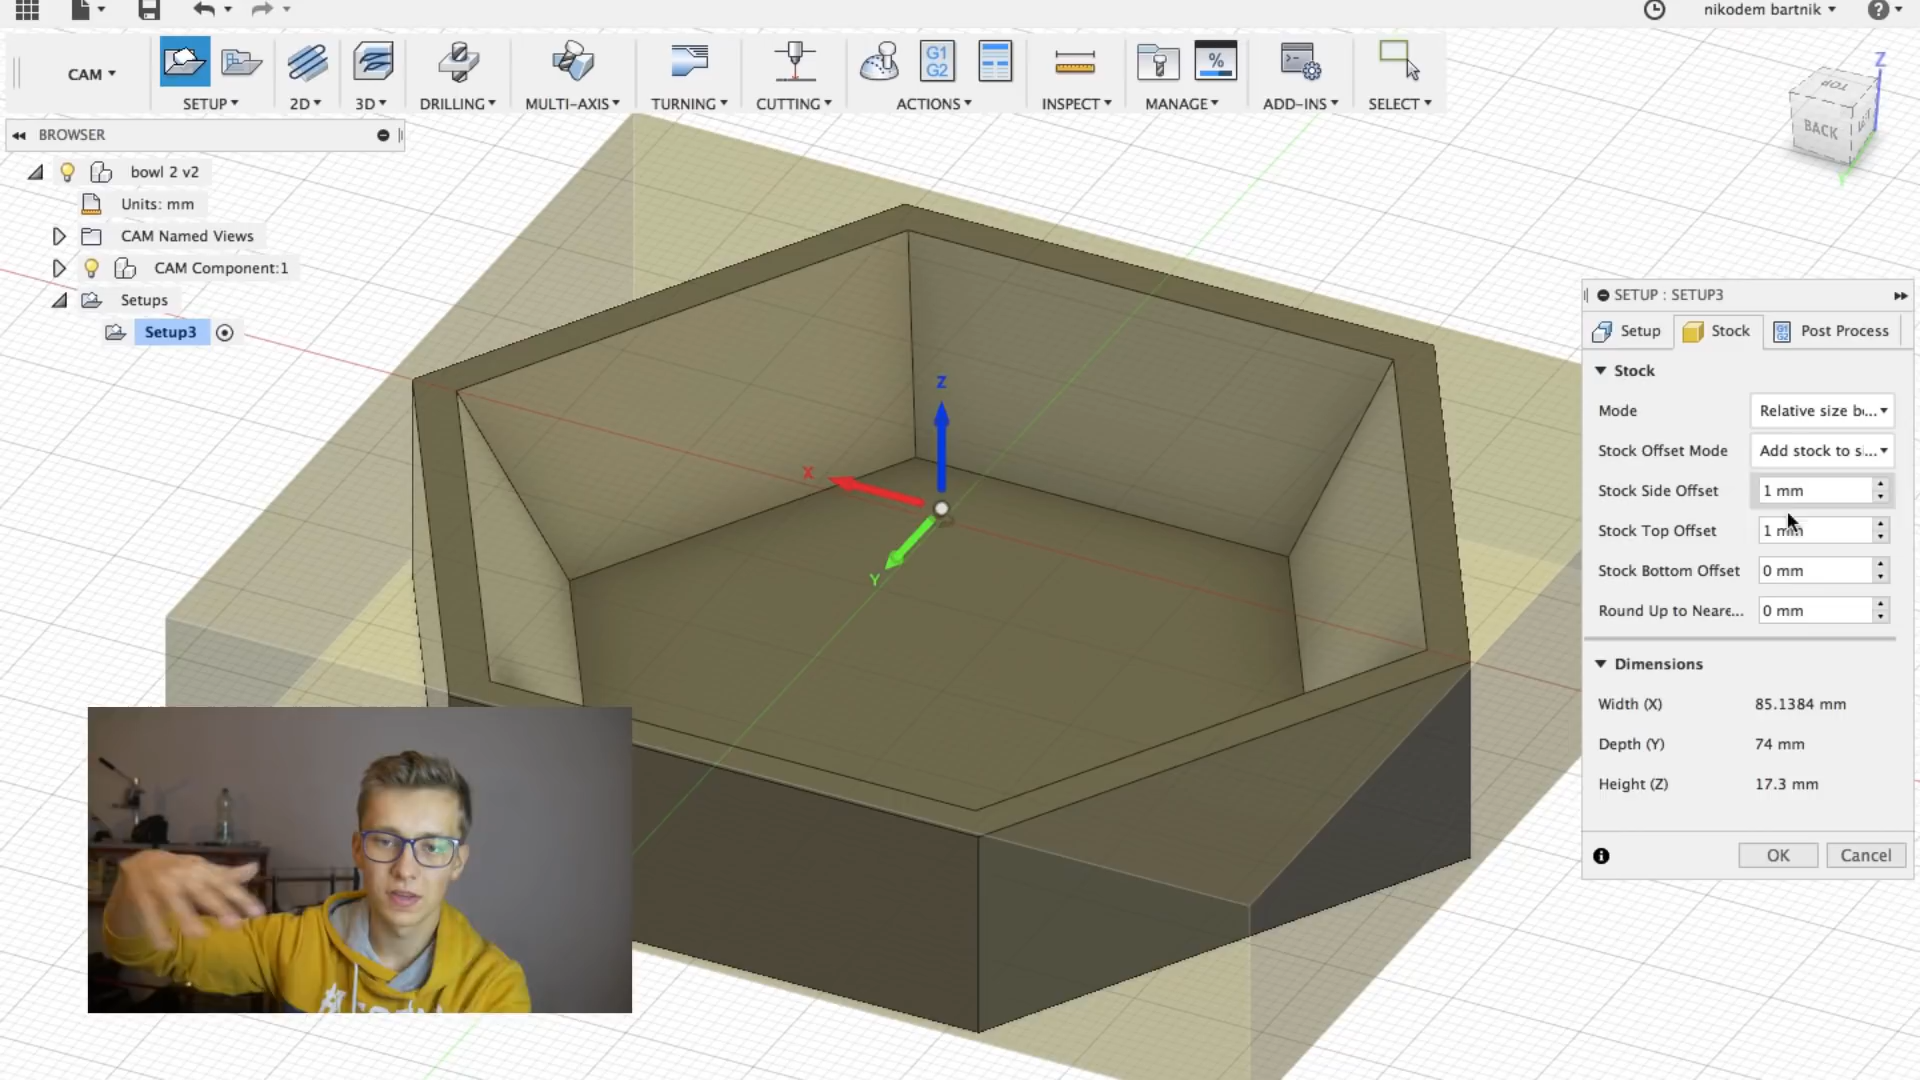 nikodem bartnik
CAM
G1
G2
%
SETUP
2D
3D
DRILLING
MULTI-AXIS
TURNING
CUTTING
ACTIONS
INSPECT
MANAGE
ADD-INS
SELECT
TOP
BACK
Z
BROWSER
bowl 2 v2
Units: mm
CAM Named Views
CAM Component:1
Setups
Setup3
Z
X
Y
SETUP : SETUP3
Setup
Stock
Post Process
Stock
Mode
Relative size b...
Stock Offset Mode
Add stock to s...
Stock Side Offset
1 mm
Stock Top Offset
1 mm
Stock Bottom Offset
0 mm
Round Up to Neare...
0 mm
Dimensions
Width (X)
85.1384 mm
Depth (Y)
74 mm
Height (Z)
17.3 mm
OK
Cancel